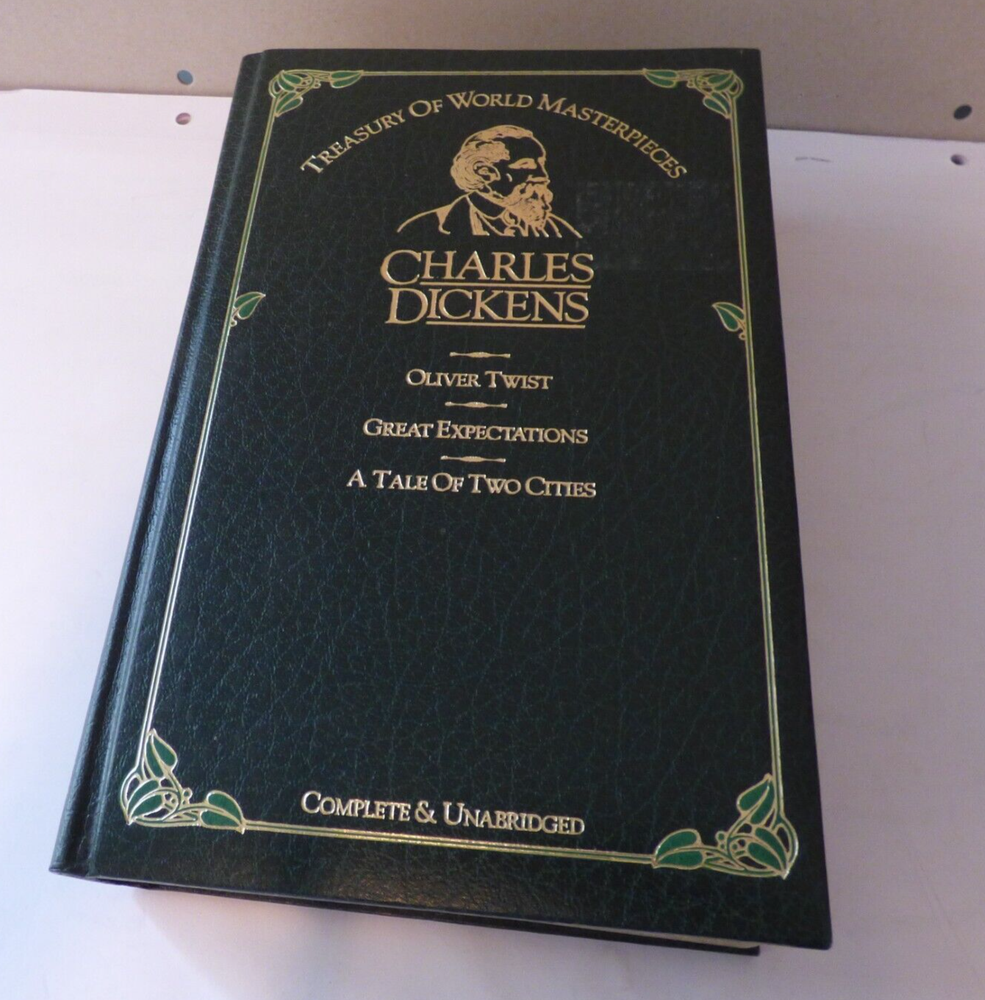 Treasury Of World Masterpieces
Charles
Dickens
Oliver Twist
Great Expectations
A Tale Of Two Cities
Complete & Unabridged